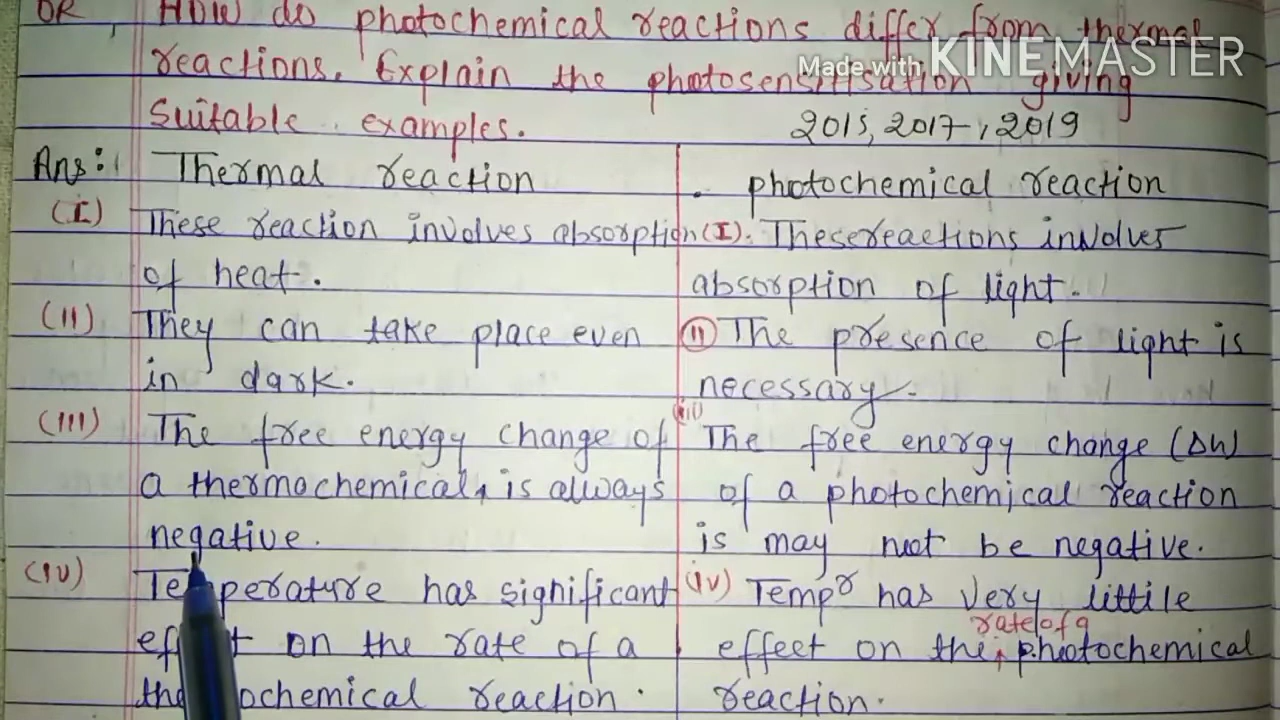 OR How do photochemical reactions differ from thermal
reactions. Explain the photosensitisation giving
Made with KINEMASTER
Suitable examples. 2015, 2017, 2019
Ans: Thermal reaction
(I) These reaction involves absorption
of heat.
(II) They can take place even
in dark.
(III) The free energy change of
a thermochemical, is always
negative.
(IV) Temperature has significant
effect on the rate of a
thermochemical reaction.
photochemical reaction
(I). These reactions involves
absorption of light.
(II) The presence of light is
necessary.
(iii) The free energy change (ΔG)
of a photochemical reaction
is may not be negative.
(IV) Tempr has very littile
rate of a
effect on the photochemical
reaction.